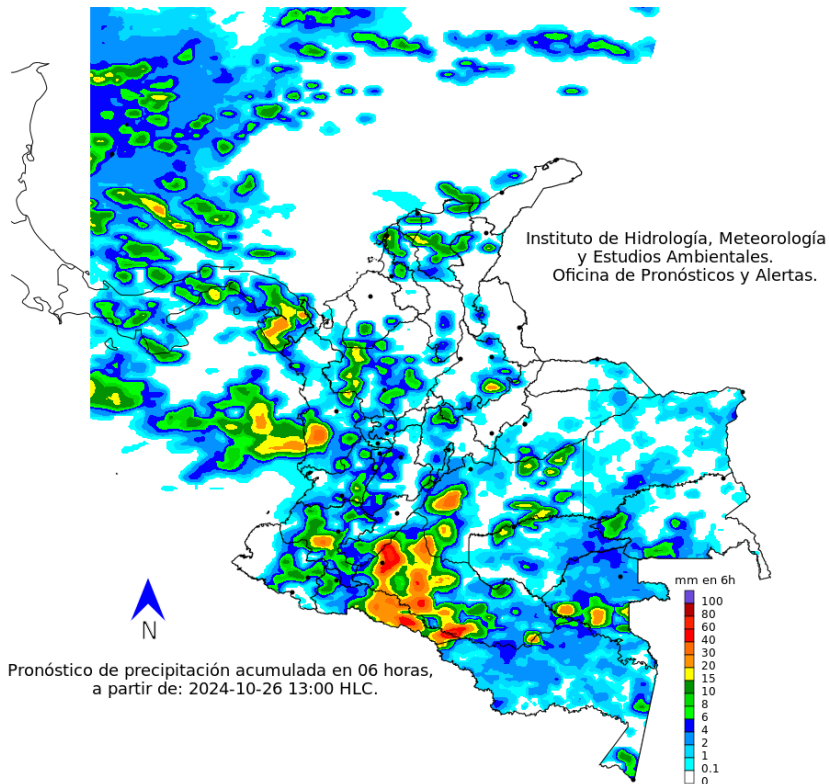 Instituto de Hidrología, Meteorología
y Estudios Ambientales.
Oficina de Pronósticos y Alertas.
mm en 6h
100
80
60
40
30
20
15
10
8
6
4
2
1
0.1
0
N
Pronóstico de precipitación acumulada en 06 horas,
a partir de: 2024-10-26 13:00 HLC.